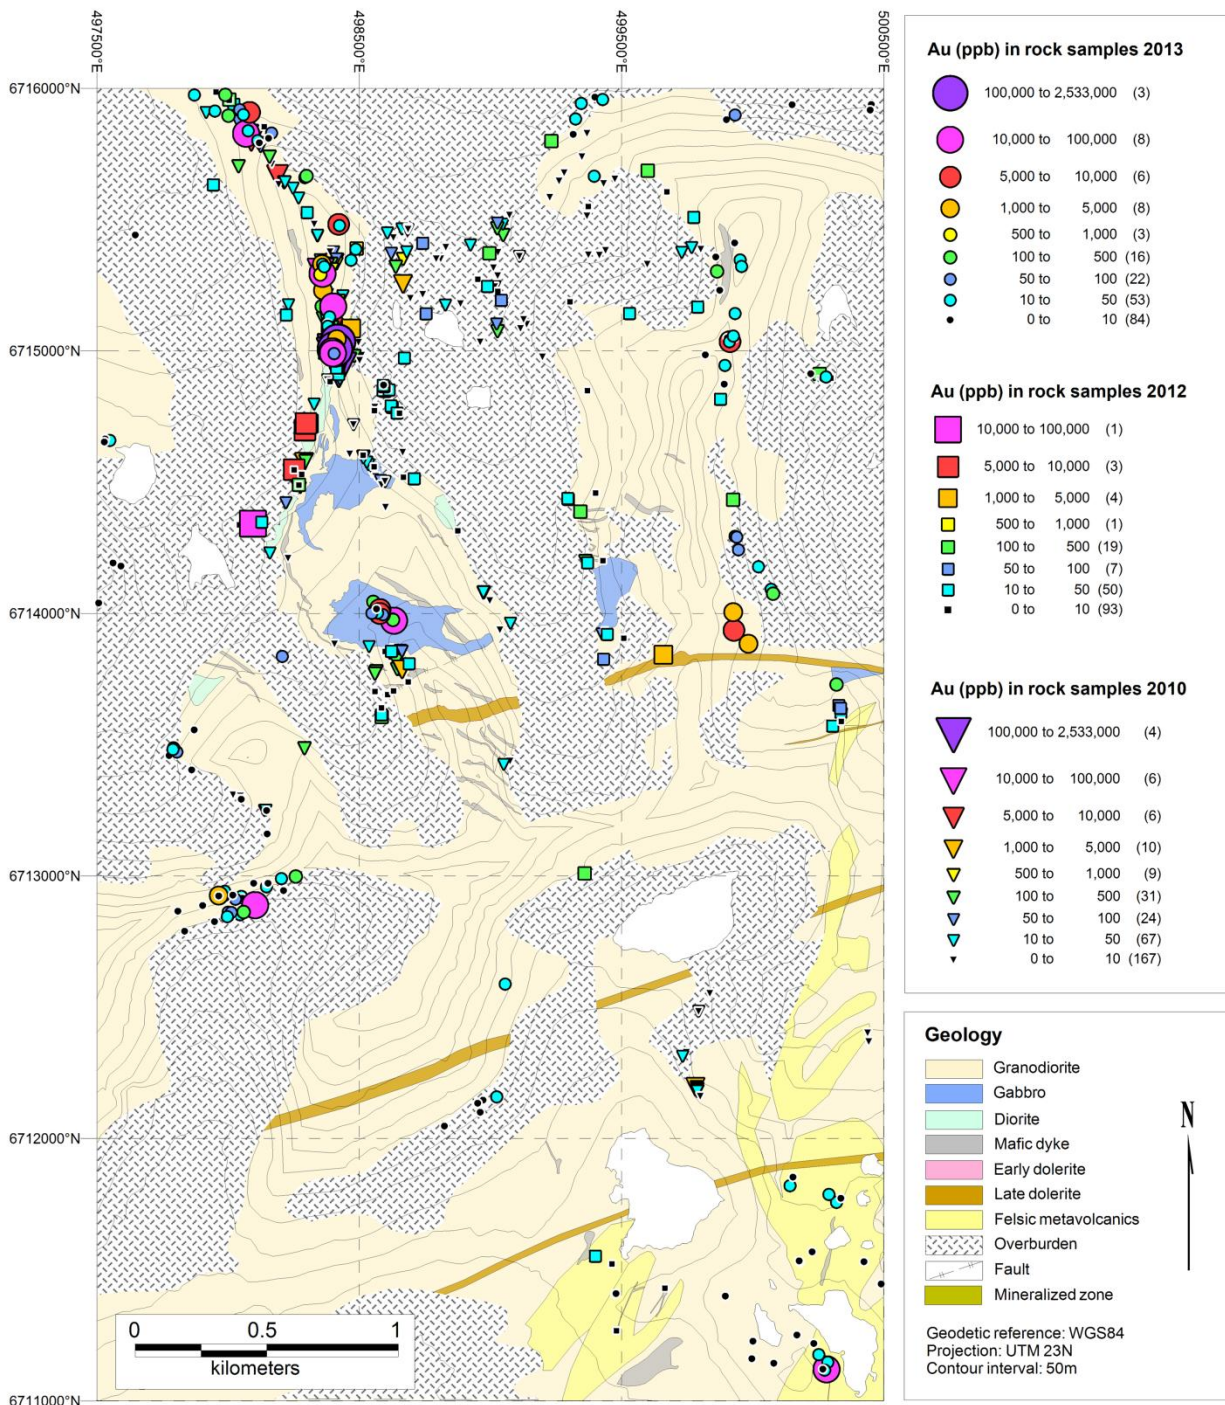 497500°E
498500°E
499500°E
500500°E
6716000°N
6715000°N
6714000°N
6713000°N
6712000°N
6711000°N
0 0.5 1
kilometers
Au (ppb) in rock samples 2013
100,000 to 2,533,000 (3)
10,000 to 100,000 (8)
5,000 to 10,000 (6)
1,000 to 5,000 (8)
500 to 1,000 (3)
100 to 500 (16)
50 to 100 (22)
10 to 50 (53)
0 to 10 (84)
Au (ppb) in rock samples 2012
10,000 to 100,000 (1)
5,000 to 10,000 (3)
1,000 to 5,000 (4)
500 to 1,000 (1)
100 to 500 (19)
50 to 100 (7)
10 to 50 (50)
0 to 10 (93)
Au (ppb) in rock samples 2010
100,000 to 2,533,000 (4)
10,000 to 100,000 (6)
5,000 to 10,000 (6)
1,000 to 5,000 (10)
500 to 1,000 (9)
100 to 500 (31)
50 to 100 (24)
10 to 50 (67)
0 to 10 (167)
Geology
Granodiorite
Gabbro
Diorite
Mafic dyke
Early dolerite
Late dolerite
Felsic metavolcanics
Overburden
Fault
Mineralized zone
N
Geodetic reference: WGS84
Projection: UTM 23N
Contour interval: 50m